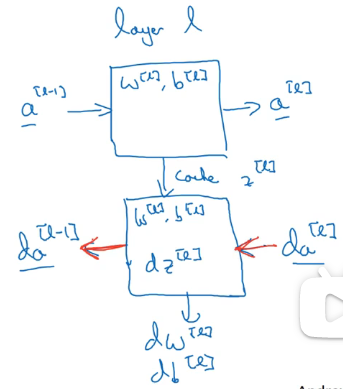 layer l
w^[l], b^[l]
a^[l-1]
a^[l]
cache z^[l]
w^[l], b^[l]
da^[l-1]
dz^[l]
da^[l]
dw^[l]
db^[l]